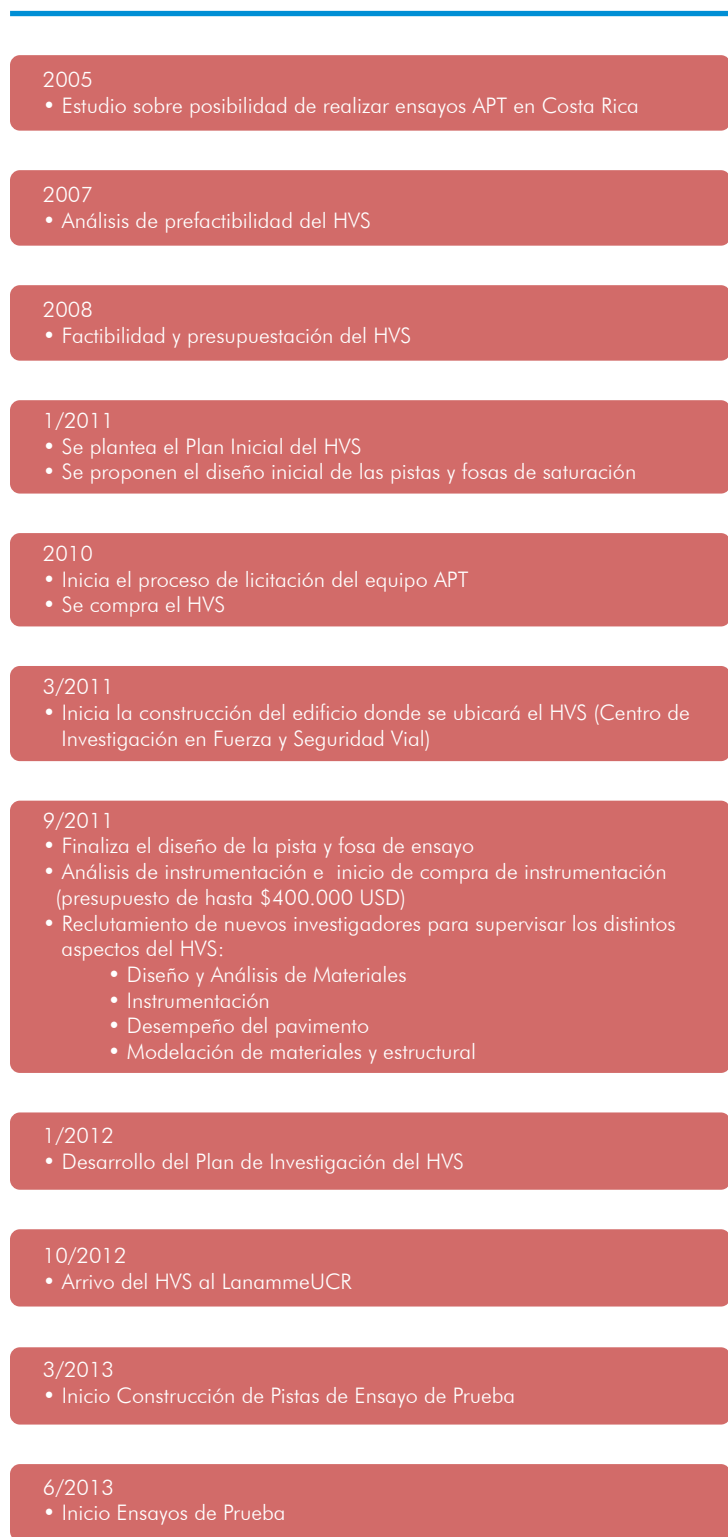 2005
• Estudio sobre posibilidad de realizar ensayos APT en Costa Rica
2007
• Análisis de prefactibilidad del HVS
2008
• Factibilidad y presupuestación del HVS
1/2011
• Se plantea el Plan Inicial del HVS
• Se proponen el diseño inicial de las pistas y fosas de saturación
2010
• Inicia el proceso de licitación del equipo APT
• Se compra el HVS
3/2011
• Inicia la construcción del edificio donde se ubicará el HVS (Centro de
Investigación en Fuerza y Seguridad Vial)
9/2011
• Finaliza el diseño de la pista y fosa de ensayo
• Análisis de instrumentación e inicio de compra de instrumentación
(presupuesto de hasta $400.000 USD)
• Reclutamiento de nuevos investigadores para supervisar los distintos
aspectos del HVS:
• Diseño y Análisis de Materiales
• Instrumentación
• Desempeño del pavimento
• Modelación de materiales y estructural
1/2012
• Desarrollo del Plan de Investigación del HVS
10/2012
• Arrivo del HVS al LanammeUCR
3/2013
• Inicio Construcción de Pistas de Ensayo de Prueba
6/2013
• Inicio Ensayos de Prueba